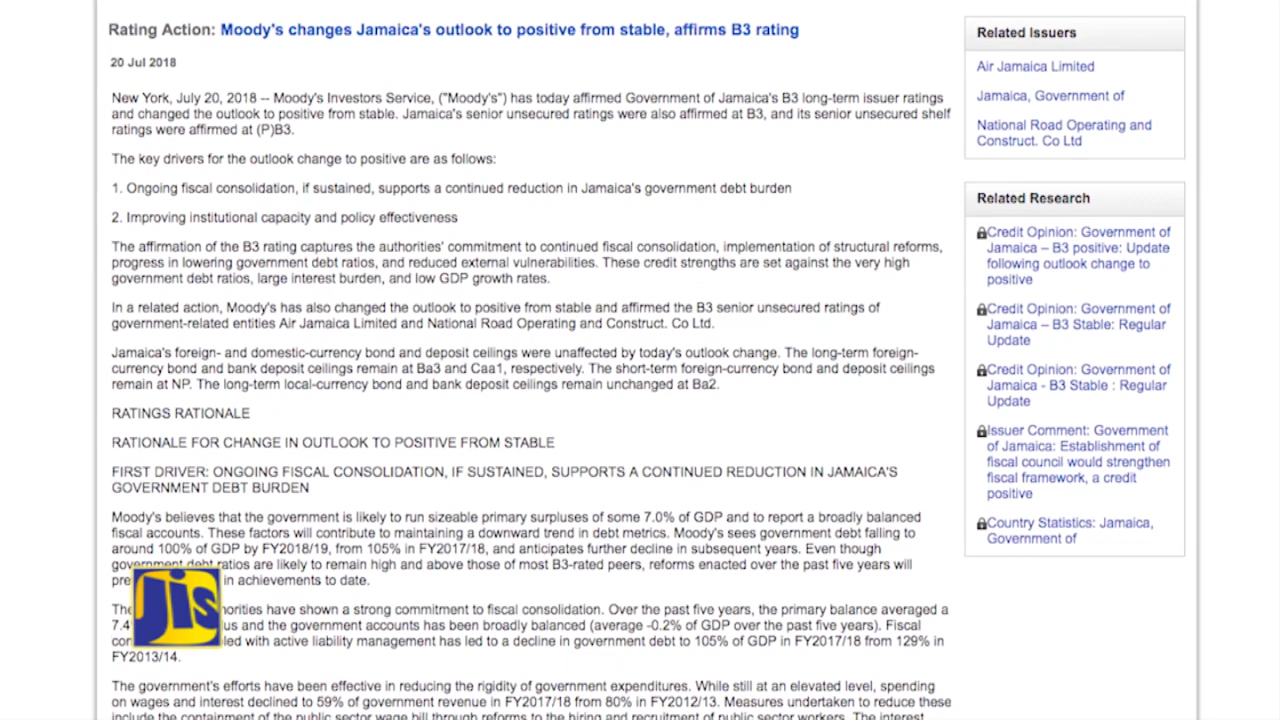 Rating Action: Moody's changes Jamaica's outlook to positive from stable, affirms B3 rating
20 Jul 2018
New York, July 20, 2018 -- Moody's Investors Service, ("Moody's") has today affirmed Government of Jamaica's B3 long-term issuer ratings
and changed the outlook to positive from stable. Jamaica's senior unsecured ratings were also affirmed at B3, and its senior unsecured shelf
ratings were affirmed at (P)B3.
The key drivers for the outlook change to positive are as follows:
1. Ongoing fiscal consolidation, if sustained, supports a continued reduction in Jamaica's government debt burden
2. Improving institutional capacity and policy effectiveness
The affirmation of the B3 rating captures the authorities' commitment to continued fiscal consolidation, implementation of structural reforms,
progress in lowering government debt ratios, and reduced external vulnerabilities. These credit strengths are set against the very high
government debt ratios, large interest burden, and low GDP growth rates.
In a related action, Moody's has also changed the outlook to positive from stable and affirmed the B3 senior unsecured ratings of
government-related entities Air Jamaica Limited and National Road Operating and Construct. Co Ltd.
Jamaica's foreign- and domestic-currency bond and deposit ceilings were unaffected by today's outlook change. The long-term foreign-
currency bond and bank deposit ceilings remain at Ba3 and Caa1, respectively. The short-term foreign-currency bond and deposit ceilings
remain at NP. The long-term local-currency bond and bank deposit ceilings remain unchanged at Ba2.
RATINGS RATIONALE
RATIONALE FOR CHANGE IN OUTLOOK TO POSITIVE FROM STABLE
FIRST DRIVER: ONGOING FISCAL CONSOLIDATION, IF SUSTAINED, SUPPORTS A CONTINUED REDUCTION IN JAMAICA'S
GOVERNMENT DEBT BURDEN
Moody's believes that the government is likely to run sizeable primary surpluses of some 7.0% of GDP and to report a broadly balanced
fiscal accounts. These factors will contribute to maintaining a downward trend in debt metrics. Moody's sees government debt falling to
around 100% of GDP by FY2018/19, from 105% in FY2017/18, and anticipates further decline in subsequent years. Even though
government debt ratios are likely to remain high and above those of most B3-rated peers, reforms enacted over the past five years will
in achievements to date.
have shown a strong commitment to fiscal consolidation. Over the past five years, the primary balance averaged a
7.4 and the government accounts has been broadly balanced (average -0.2% of GDP over the past five years). Fiscal
with active liability management has led to a decline in government debt to 105% of GDP in FY2017/18 from 129% in
FY2013/14.
The government's efforts have been effective in reducing the rigidity of government expenditures. While still at an elevated level, spending
on wages and interest declined to 59% of government revenue in FY2017/18 from 80% in FY2012/13. Measures undertaken to reduce these
include the containment of the public sector wage bill through reforms to the hiring and recruitment of public sector workers. The interest
jis
Related Issuers
Air Jamaica Limited
Jamaica, Government of
National Road Operating and
Construct. Co Ltd
Related Research
Credit Opinion: Government of
Jamaica – B3 positive: Update
following outlook change to
positive
Credit Opinion: Government of
Jamaica – B3 Stable: Regular
Update
Credit Opinion: Government of
Jamaica - B3 Stable : Regular
Update
Issuer Comment: Government
of Jamaica: Establishment of
fiscal council would strengthen
fiscal framework, a credit
positive
Country Statistics: Jamaica,
Government of